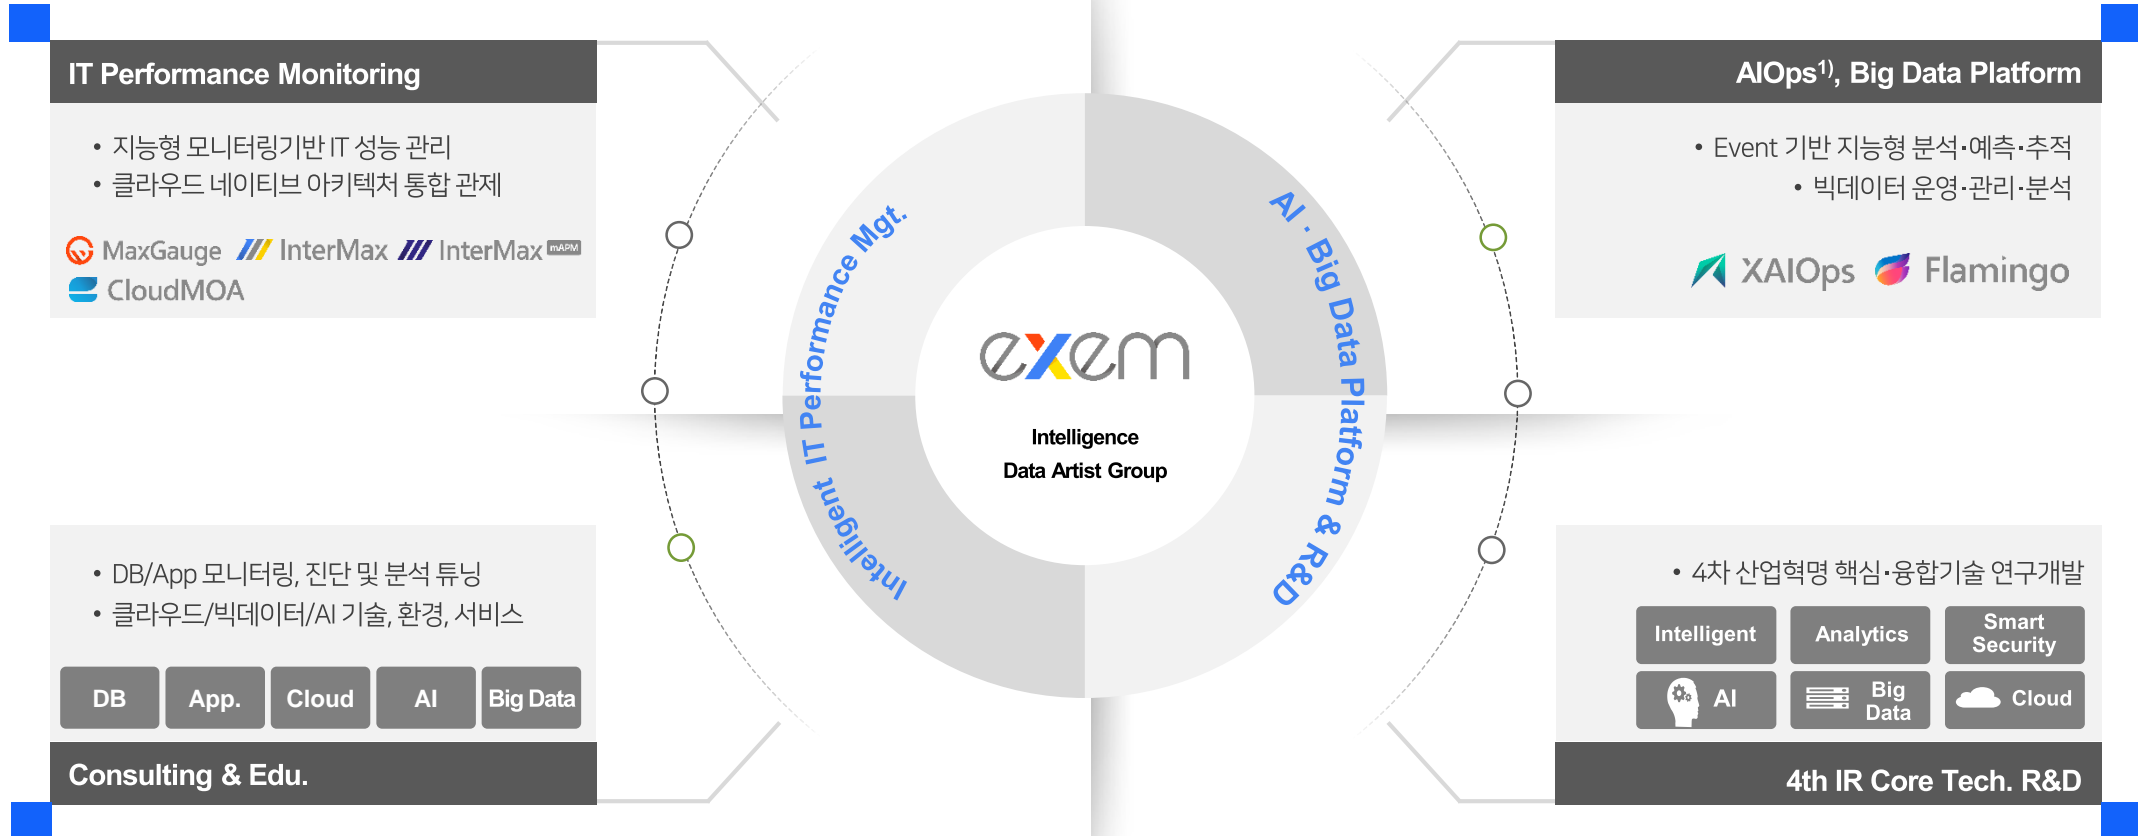 IT Performance Monitoring
• 지능형 모니터링기반 IT 성능 관리
• 클라우드 네이티브 아키텍처 통합 관제
MaxGauge InterMax InterMax mAPM
CloudMOA
AIOps¹⁾, Big Data Platform
• Event 기반 지능형 분석·예측·추적
• 빅데이터 운영·관리·분석
XAIOps Flamingo
Intelligent IT Performance Mgt.
AI · Big Data Platform & R&D
exem
Intelligence
Data Artist Group
• DB/App 모니터링, 진단 및 분석 튜닝
• 클라우드/빅데이터/AI 기술, 환경, 서비스
DB App. Cloud AI Big Data
Consulting & Edu.
• 4차 산업혁명 핵심·융합기술 연구개발
Intelligent Analytics Smart Security
AI Big Data Cloud
4th IR Core Tech. R&D